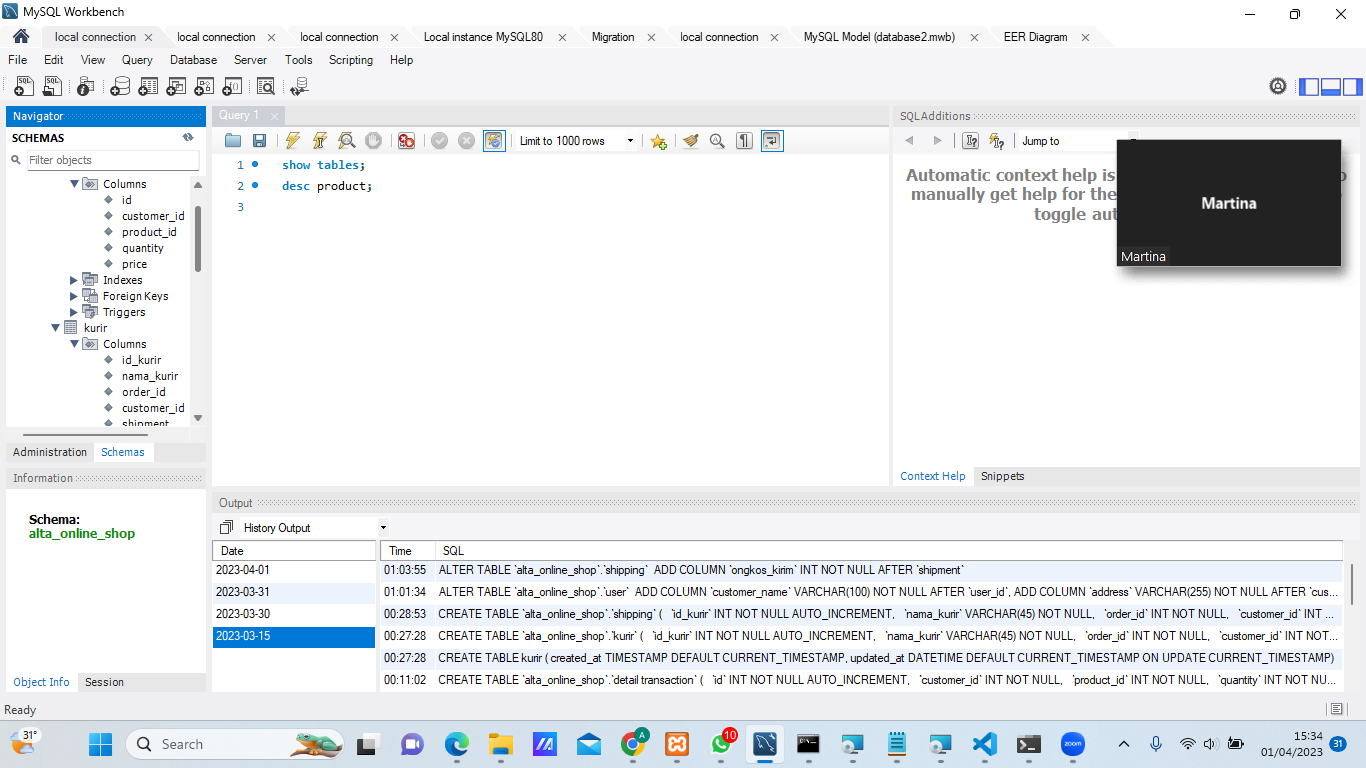 MySQL Workbench
local connection
local connection
local connection
Local instance MySQL80
Migration
local connection
MySQL Model (database2.mwb)
EER Diagram
File Edit View Query Database Server Tools Scripting Help
Navigator
SCHEMAS
Filter objects
Columns
id
customer_id
product_id
quantity
price
Indexes
Foreign Keys
Triggers
kurir
Columns
id_kurir
nama_kurir
order_id
customer_id
shipment
Administration Schemas
Information
Schema:
alta_online_shop
Object Info Session
Query 1
Limit to 1000 rows
1 show tables;
2 desc product;
3
SQLAdditions
Jump to
Automatic context help is
manually get help for the
toggle aut
Martina
Martina
Context Help Snippets
Output
History Output
Date
2023-04-01
2023-03-31
2023-03-30
2023-03-15
Time SQL
01:03:55 ALTER TABLE `alta_online_shop`.`shipping` ADD COLUMN `ongkos_kirim` INT NOT NULL AFTER `shipment`
01:01:34 ALTER TABLE `alta_online_shop`.`user` ADD COLUMN `customer_name` VARCHAR(100) NOT NULL AFTER `user_id`, ADD COLUMN `address` VARCHAR(255) NOT NULL AFTER `cus...
00:28:53 CREATE TABLE `alta_online_shop`.`shipping` ( `id_kurir` INT NOT NULL AUTO_INCREMENT, `nama_kurir` VARCHAR(45) NOT NULL, `order_id` INT NOT NULL, `customer_id` INT ...
00:27:28 CREATE TABLE `alta_online_shop`.`kurir` ( `id_kurir` INT NOT NULL AUTO_INCREMENT, `nama_kurir` VARCHAR(45) NOT NULL, `order_id` INT NOT NULL, `customer_id` INT NOT...
00:27:28 CREATE TABLE kurir ( created_at TIMESTAMP DEFAULT CURRENT_TIMESTAMP, updated_at DATETIME DEFAULT CURRENT_TIMESTAMP ON UPDATE CURRENT_TIMESTAMP)
00:11:02 CREATE TABLE `alta_online_shop`.`detail transaction` ( `id` INT NOT NULL AUTO_INCREMENT, `customer_id` INT NOT NULL, `product_id` INT NOT NULL, `quantity` INT NOT NU...
Ready
31°
Search
A
10
zoom
15:34
01/04/2023
31